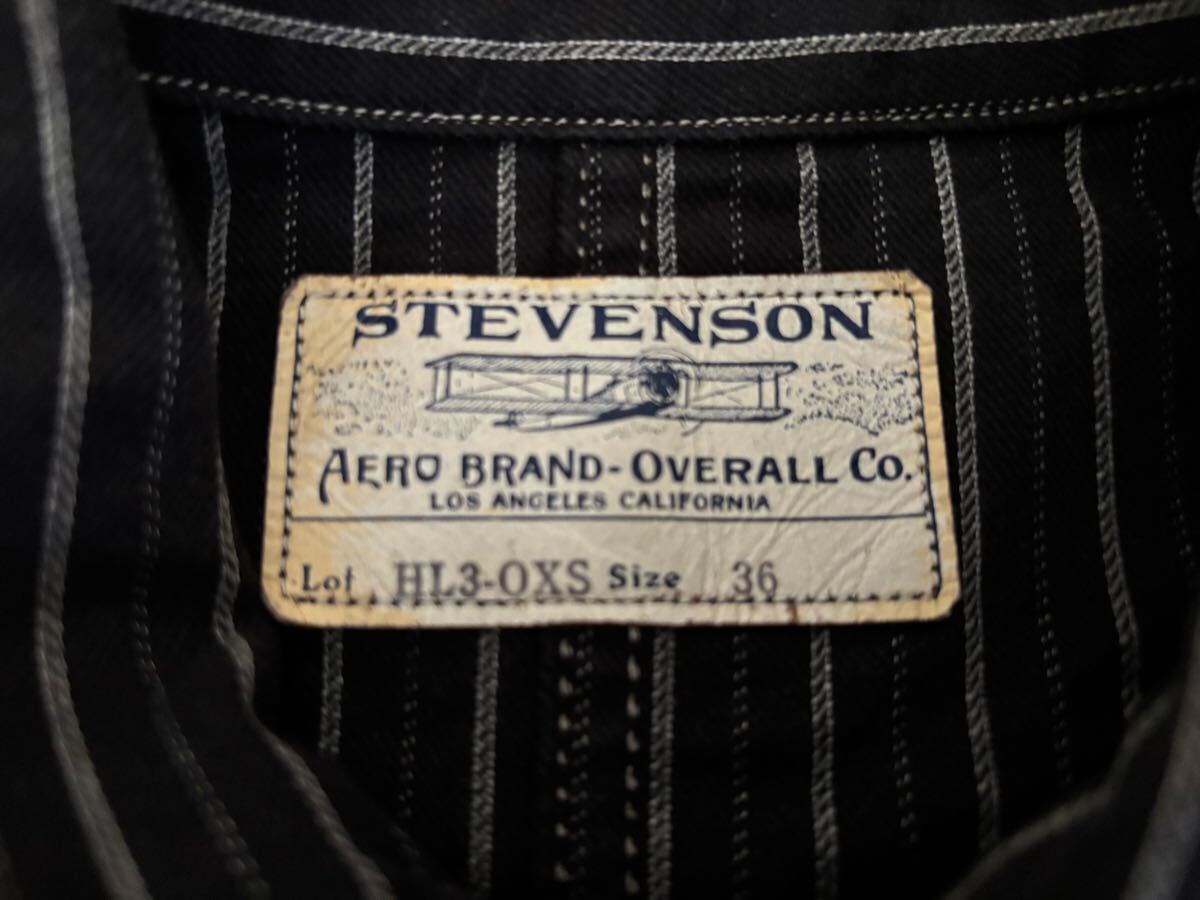 STEVENSON
AERO BRAND-OVERALL CO.
LOS ANGELES CALIFORNIA
Lot HL3-OXS Size 36